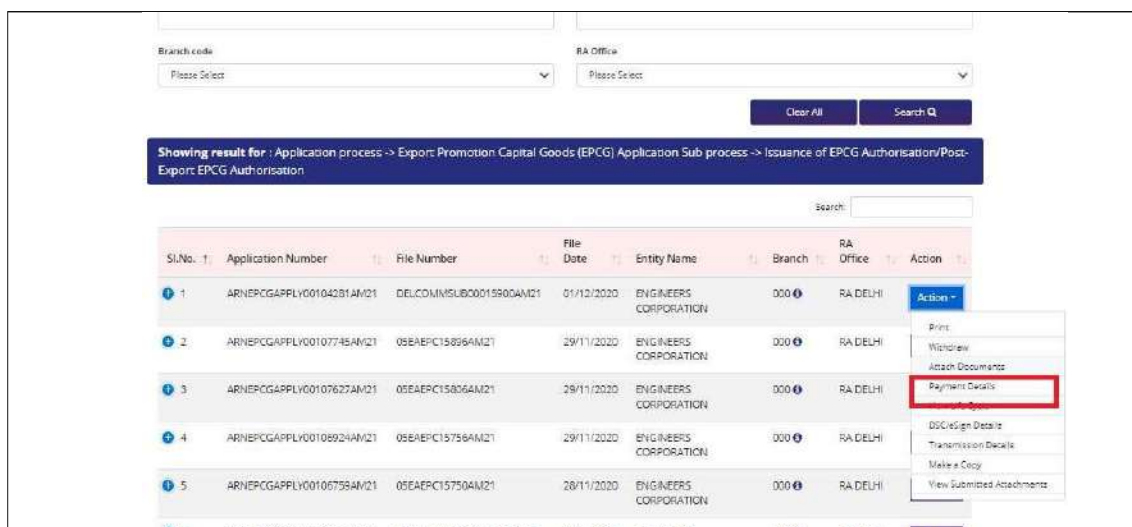 Branch code
RA Office
Please Select
Please Select
Clear All
Search
Showing result for : Application process -> Export Promotion Capital Goods (EPCG) Application Sub process -> Issuance of EPCG Authorisation/Post-
Export EPCG Authorisation
Search:
Sl.No. Application Number File Number File Date Entity Name Branch RA Office Action
1 ARNEPCGAPPLY00104281AM21 DELCOMMSUB00015900AM21 01/12/2020 ENGINEERS CORPORATION 000 RA DELHI Action
2 ARNEPCGAPPLY00107745AM21 05EAEPC15896AM21 29/11/2020 ENGINEERS CORPORATION 000 RA DELHI
3 ARNEPCGAPPLY00107627AM21 05EAEPC15806AM21 29/11/2020 ENGINEERS CORPORATION 000 RA DELHI
4 ARNEPCGAPPLY00106924AM21 05EAEPC15756AM21 29/11/2020 ENGINEERS CORPORATION 000 RA DELHI
5 ARNEPCGAPPLY00106759AM21 05EAEPC15750AM21 28/11/2020 ENGINEERS CORPORATION 000 RA DELHI
Print
Withdraw
Attach Documents
Payment Details
DSC/eSign Details
Transmission Details
Make a Copy
View Submitted Attachments